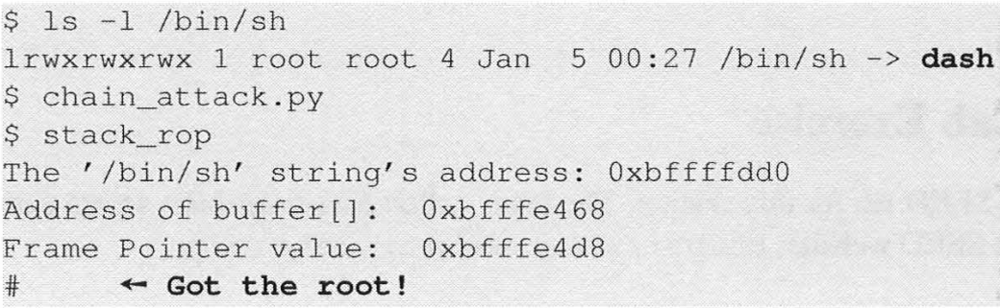 $ ls -l /bin/sh
lrwxrwxrwx 1 root root 4 Jan  5 00:27 /bin/sh -> dash
$ chain_attack.py
$ stack_rop
The '/bin/sh' string's address: 0xbffffdd0
Address of buffer[]:  0xbfffe468
Frame Pointer value:  0xbfffe4d8
#      ← Got the root!